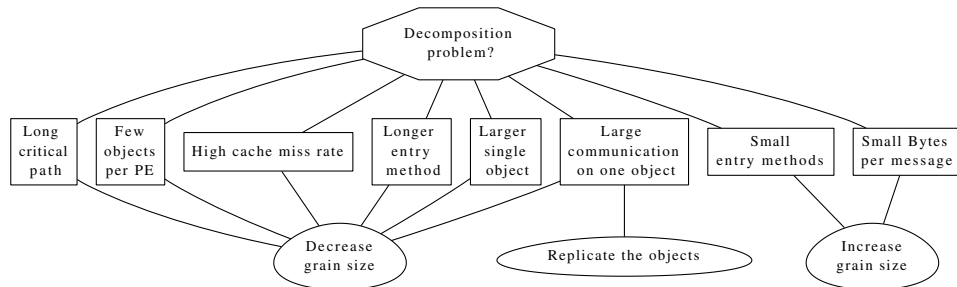 Decomposition
problem?
Long
critical
path
Few
objects
per PE
High cache miss rate
Longer
entry
method
Larger
single
object
Large
communication
on one object
Small
entry methods
Small Bytes
per message
Decrease
grain size
Replicate the objects
Increase
grain size